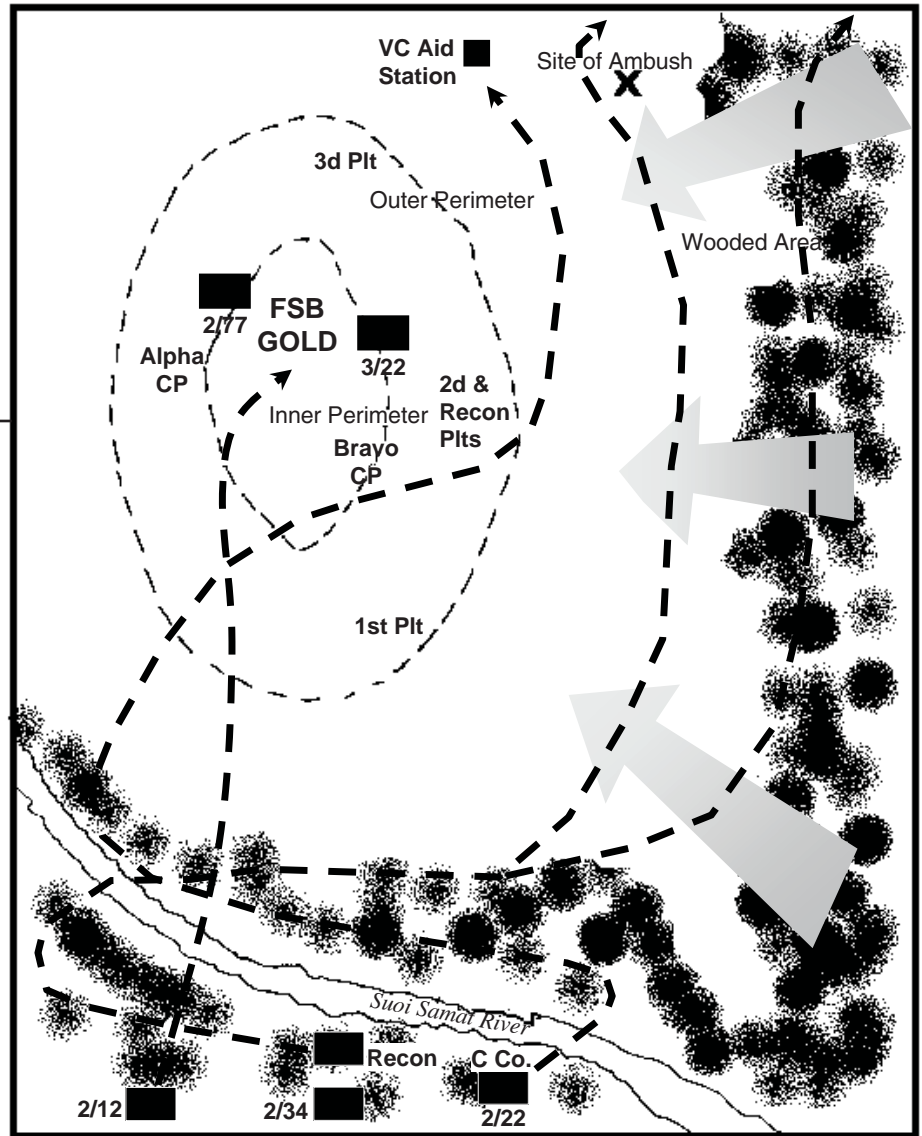 VC Aid
Station
Site of Ambush
X
3d Plt
Outer Perimeter
Wooded Area
2/77
FSB
GOLD
3/22
Alpha
CP
Inner Perimeter
2d &
Recon
Plts
Bravo
CP
1st Plt
Suoi Samat River
Recon
C Co.
2/12
2/34
2/22